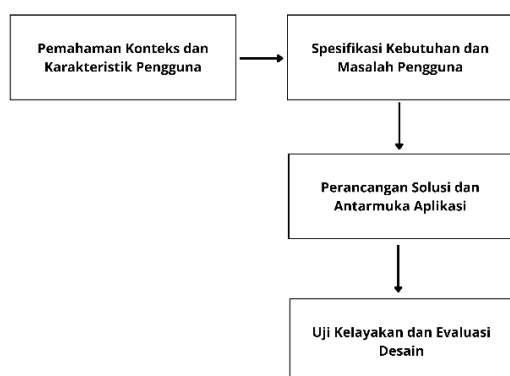 Pemahaman Konteks dan
Karakteristik Pengguna
Spesifikasi Kebutuhan dan
Masalah Pengguna
Perancangan Solusi dan
Antarmuka Aplikasi
Uji Kelayakan dan Evaluasi
Desain